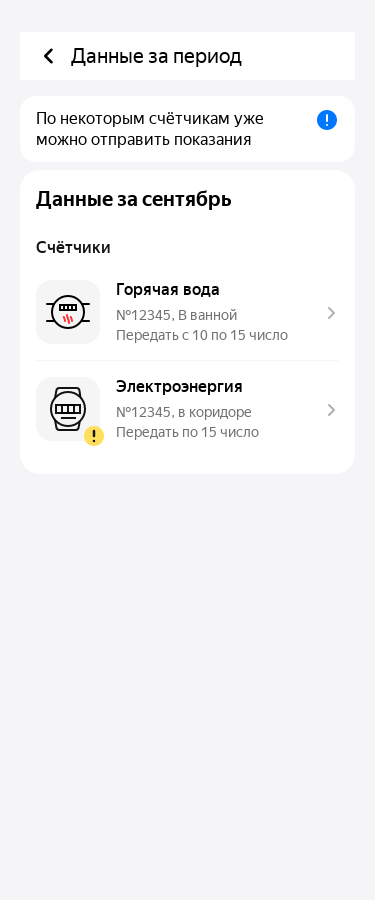 Данные за период
По некоторым счётчикам уже
можно отправить показания
Данные за сентябрь
Счётчики
Горячая вода
№12345, В ванной
Передать с 10 по 15 число
Электроэнергия
№12345, в коридоре
Передать по 15 число